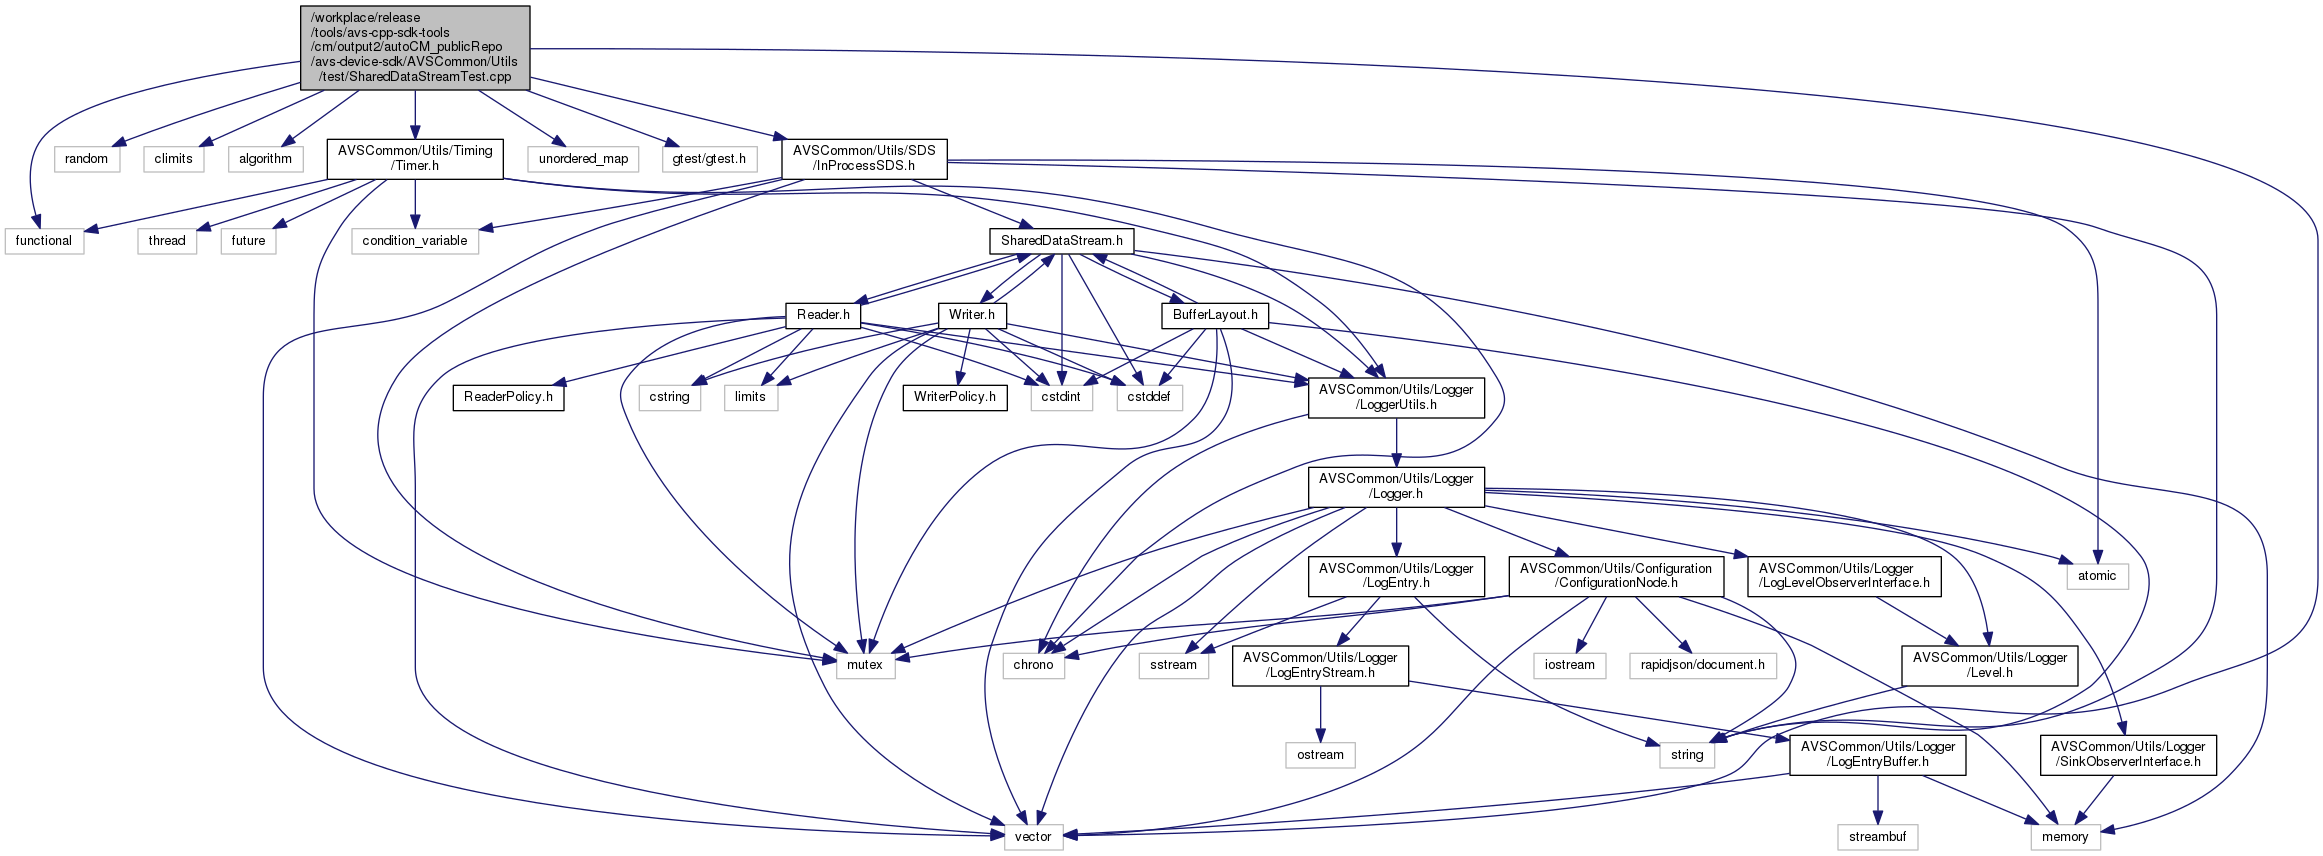 /workplace/release
/tools/avs-cpp-sdk-tools
/cm/output2/autoCM_publicRepo
/avs-device-sdk/AVSCommon/Utils
/test/SharedDataStreamTest.cpp
random
climits
algorithm
AVSCommon/Utils/Timing
/Timer.h
unordered_map
gtest/gtest.h
AVSCommon/Utils/SDS
/InProcessSDS.h
functional
thread
future
condition_variable
SharedDataStream.h
Reader.h
Writer.h
BufferLayout.h
ReaderPolicy.h
cstring
limits
WriterPolicy.h
cstdint
cstddef
AVSCommon/Utils/Logger
/LoggerUtils.h
AVSCommon/Utils/Logger
/Logger.h
AVSCommon/Utils/Logger
/LogEntry.h
AVSCommon/Utils/Configuration
/ConfigurationNode.h
AVSCommon/Utils/Logger
/LogLevelObserverInterface.h
atomic
mutex
chrono
sstream
AVSCommon/Utils/Logger
/LogEntryStream.h
iostream
rapidjson/document.h
AVSCommon/Utils/Logger
/Level.h
ostream
string
AVSCommon/Utils/Logger
/LogEntryBuffer.h
AVSCommon/Utils/Logger
/SinkObserverInterface.h
vector
streambuf
memory